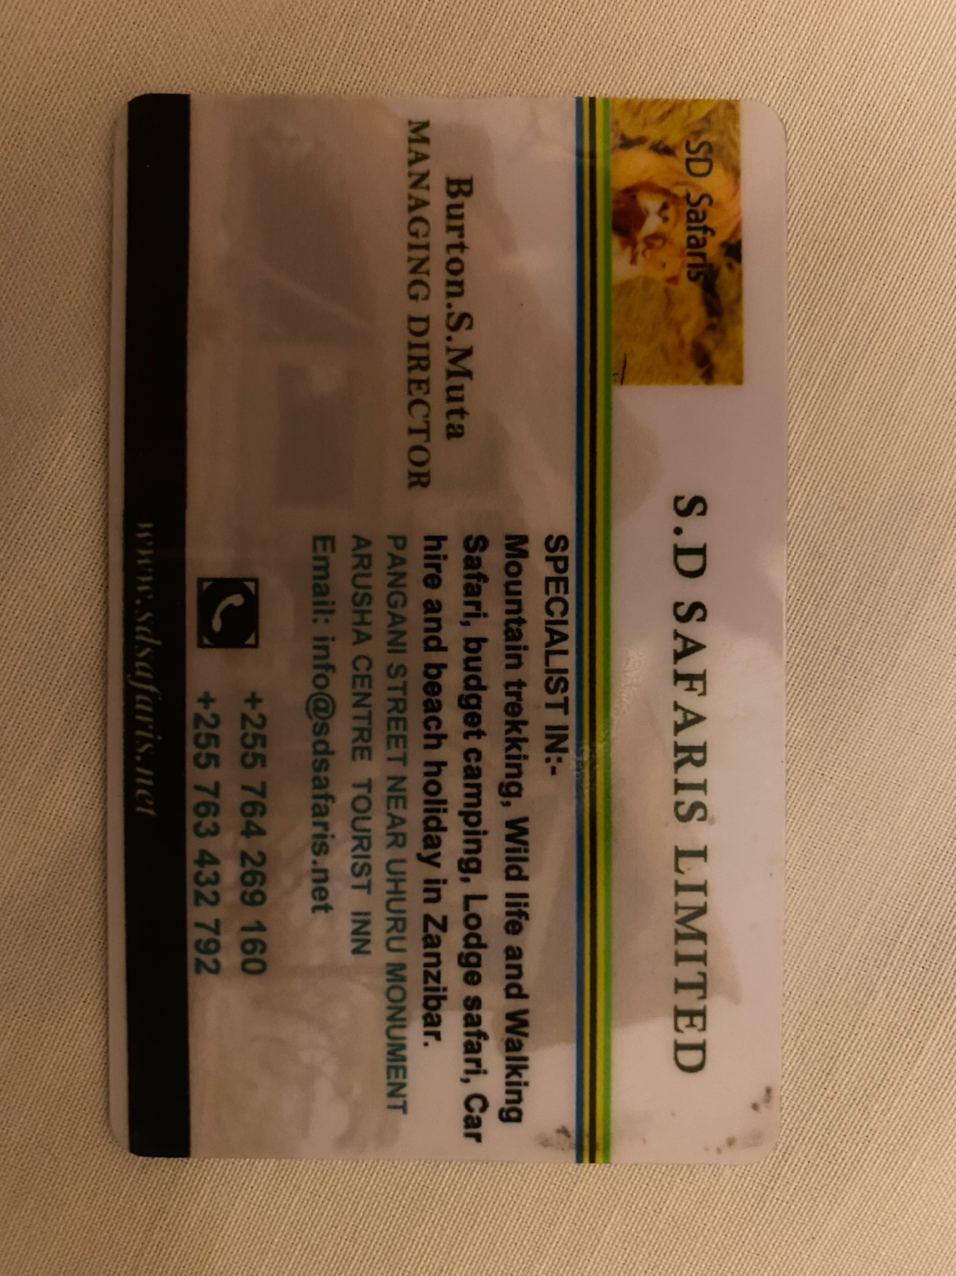 SD Safaris
S.D SAFARIS LIMITED
Burton.S.Muta
MANAGING DIRECTOR
SPECIALIST IN:-
Mountain trekking, Wild life and Walking
Safari, budget camping, Lodge safari, Car
hire and beach holiday in Zanzibar.
PANGANI STREET NEAR UHURU MONUMENT
ARUSHA CENTRE TOURIST INN
Email: info@sdsafaris.net
+255 764 269 160
+255 763 432 792
www.sdsafaris.net